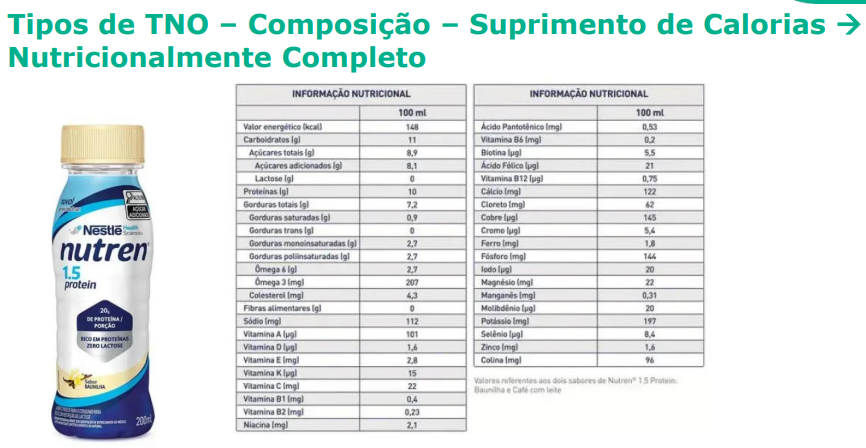 Tipos de TNO – Composição – Suprimento de Calorias →
Nutricionalmente Completo
NOVO!
AÇÚCAR
ADICIONADO
Nestlé Health
Science
nutren
1.5
protein
20g
DE PROTEÍNA /
PORÇÃO
RICO EM PROTEÍNAS
ZERO LACTOSE
Sabor
BAUNILHA
200ml
INFORMAÇÃO NUTRICIONAL
100 ml
Valor energético (kcal) 148
Carboidratos (g) 11
Açúcares totais (g) 8,9
Açúcares adicionados (g) 8,1
Lactose (g) 0
Proteínas (g) 10
Gorduras totais (g) 7,2
Gorduras saturadas (g) 0,9
Gorduras trans (g) 0
Gorduras monoinsaturadas (g) 2,7
Gorduras poliinsaturadas (g) 2,7
Ômega 6 (g) 2,7
Ômega 3 (mg) 207
Colesterol (mg) 4,3
Fibras alimentares (g) 0
Sódio (mg) 112
Vitamina A (µg) 101
Vitamina D (µg) 1,6
Vitamina E (mg) 2,8
Vitamina K (µg) 15
Vitamina C (mg) 22
Vitamina B1 (mg) 0,4
Vitamina B2 (mg) 0,23
Niacina (mg) 2,1
INFORMAÇÃO NUTRICIONAL
100 ml
Ácido Pantotênico (mg) 0,53
Vitamina B6 (mg) 0,2
Biotina (µg) 5,5
Ácido Fólico (µg) 21
Vitamina B12 (µg) 0,75
Cálcio (mg) 122
Cloreto (mg) 62
Cobre (µg) 145
Cromo (µg) 5,4
Ferro (mg) 1,8
Fósforo (mg) 144
Iodo (µg) 20
Magnésio (mg) 22
Manganês (mg) 0,31
Molibdênio (µg) 20
Potássio (mg) 197
Selênio (µg) 8,4
Zinco (mg) 1,6
Colina (mg) 96
Valores referentes aos dois sabores de Nutren® 1.5 Protein:
Baunilha e Café com leite